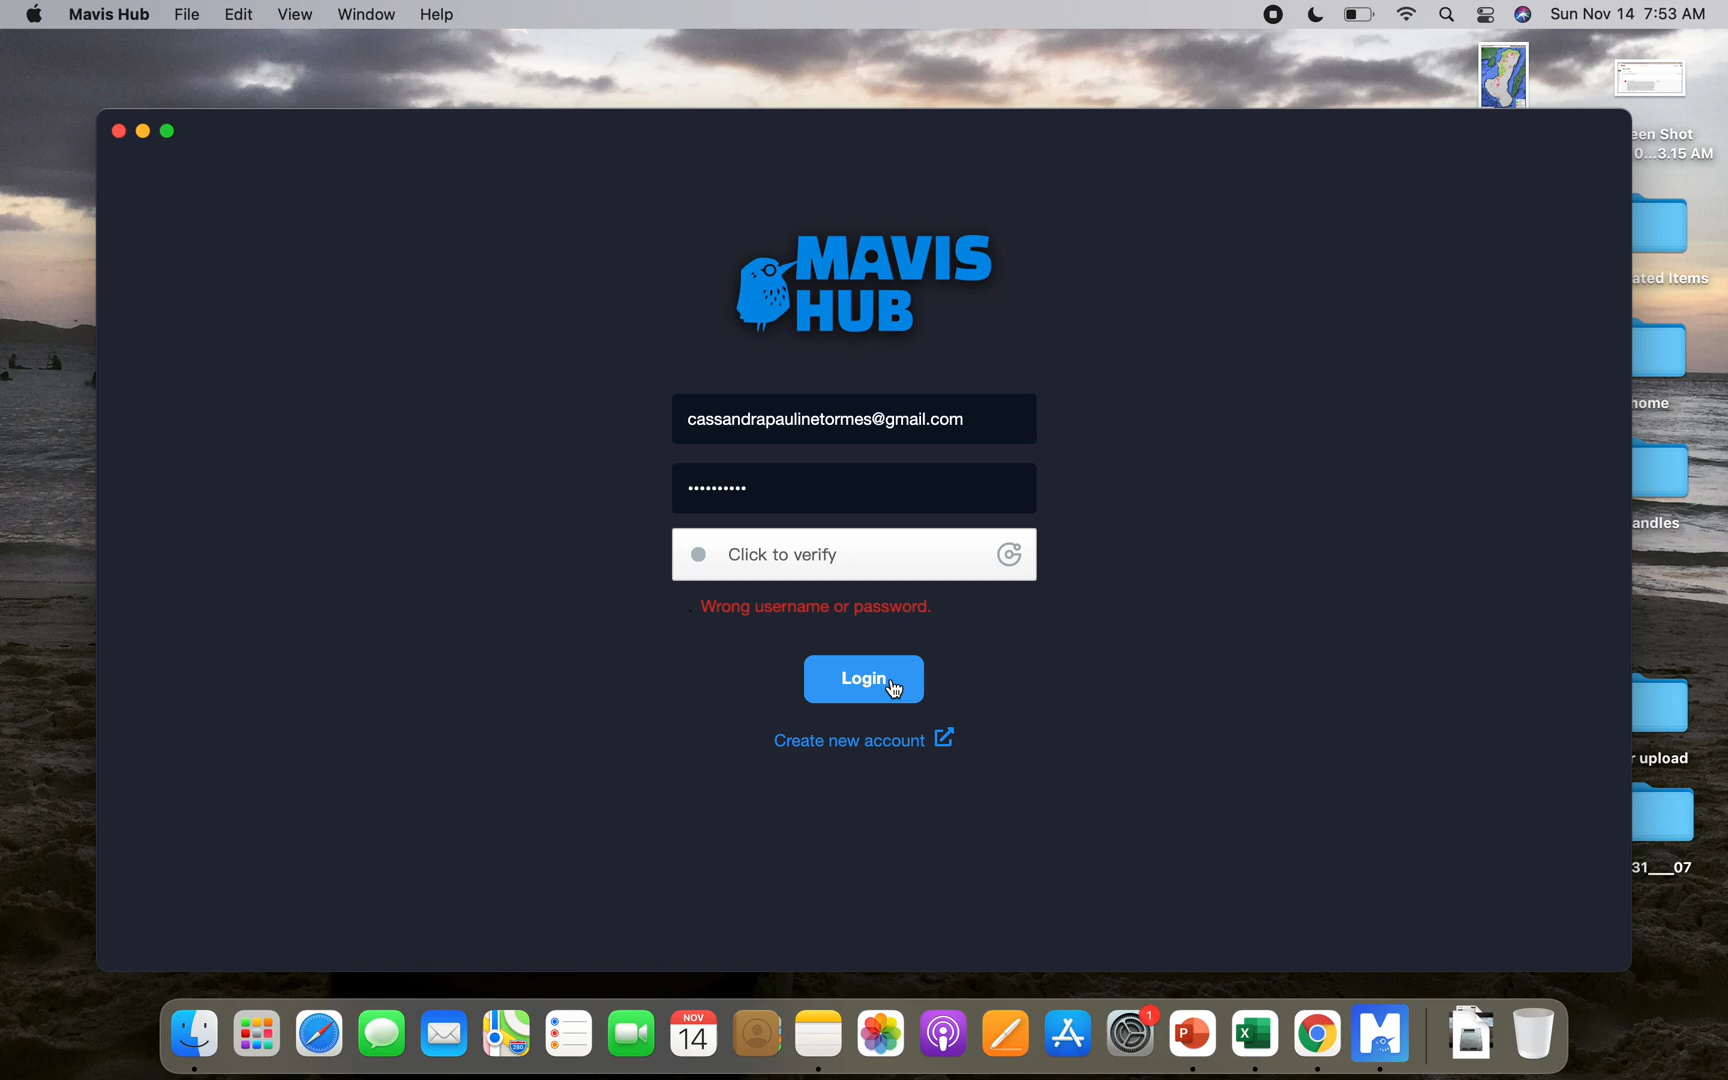 Mavis Hub File Edit View Window Help Sun Nov 14 7:53 AM
een Shot
0...3.15 AM
MAVIS
HUB
ated Items
cassandrapaulinetormes@gmail.com
home
••••••••••
andles
Click to verify
Wrong username or password.
Login
Create new account
r upload
31___07
NOV
14
280
1
P
X